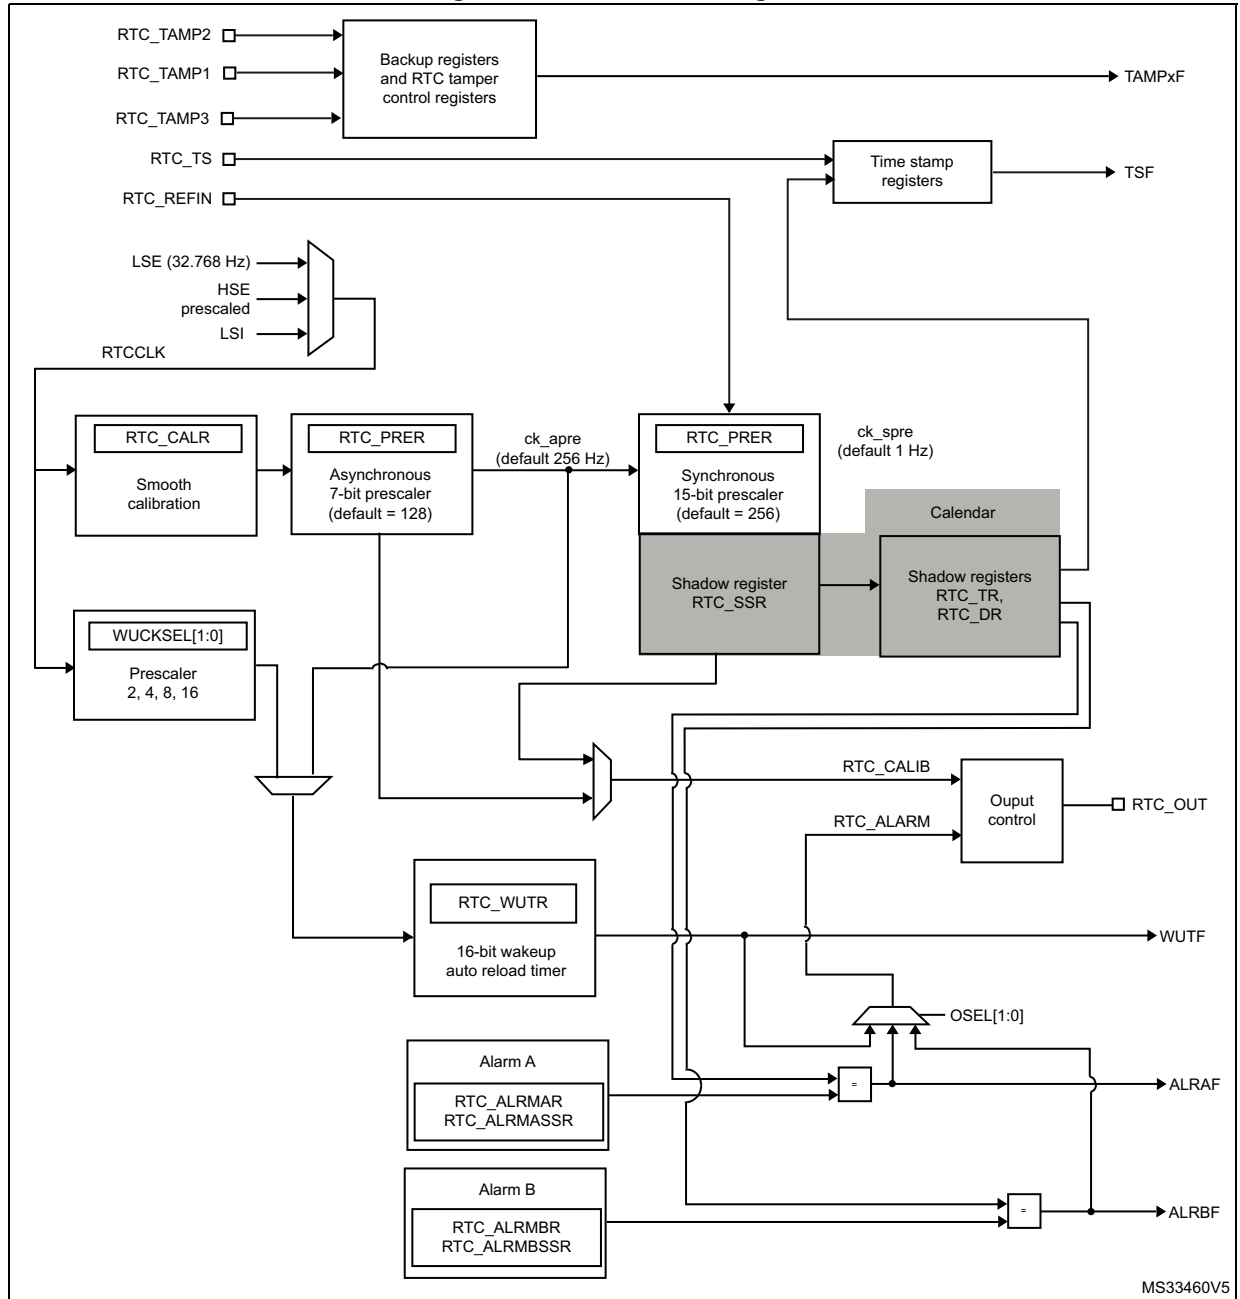 RTC_TAMP2
RTC_TAMP1
RTC_TAMP3
Backup registers
and RTC tamper
control registers
TAMPxF
RTC_TS
Time stamp
registers
TSF
RTC_REFIN
LSE (32.768 Hz)
HSE
prescaled
LSI
RTCCLK
RTC_CALR
Smooth
calibration
RTC_PRER
Asynchronous
7-bit prescaler
(default = 128)
ck_apre
(default 256 Hz)
RTC_PRER
Synchronous
15-bit prescaler
(default = 256)
ck_spre
(default 1 Hz)
Calendar
Shadow register
RTC_SSR
Shadow registers
RTC_TR,
RTC_DR
WUCKSEL[1:0]
Prescaler
2, 4, 8, 16
RTC_CALIB
RTC_ALARM
Ouput
control
RTC_OUT
RTC_WUTR
16-bit wakeup
auto reload timer
WUTF
OSEL[1:0]
Alarm A
RTC_ALRMAR
RTC_ALRMASSR
=
ALRAF
Alarm B
RTC_ALRMBR
RTC_ALRMBSSR
=
ALRBF
MS33460V5